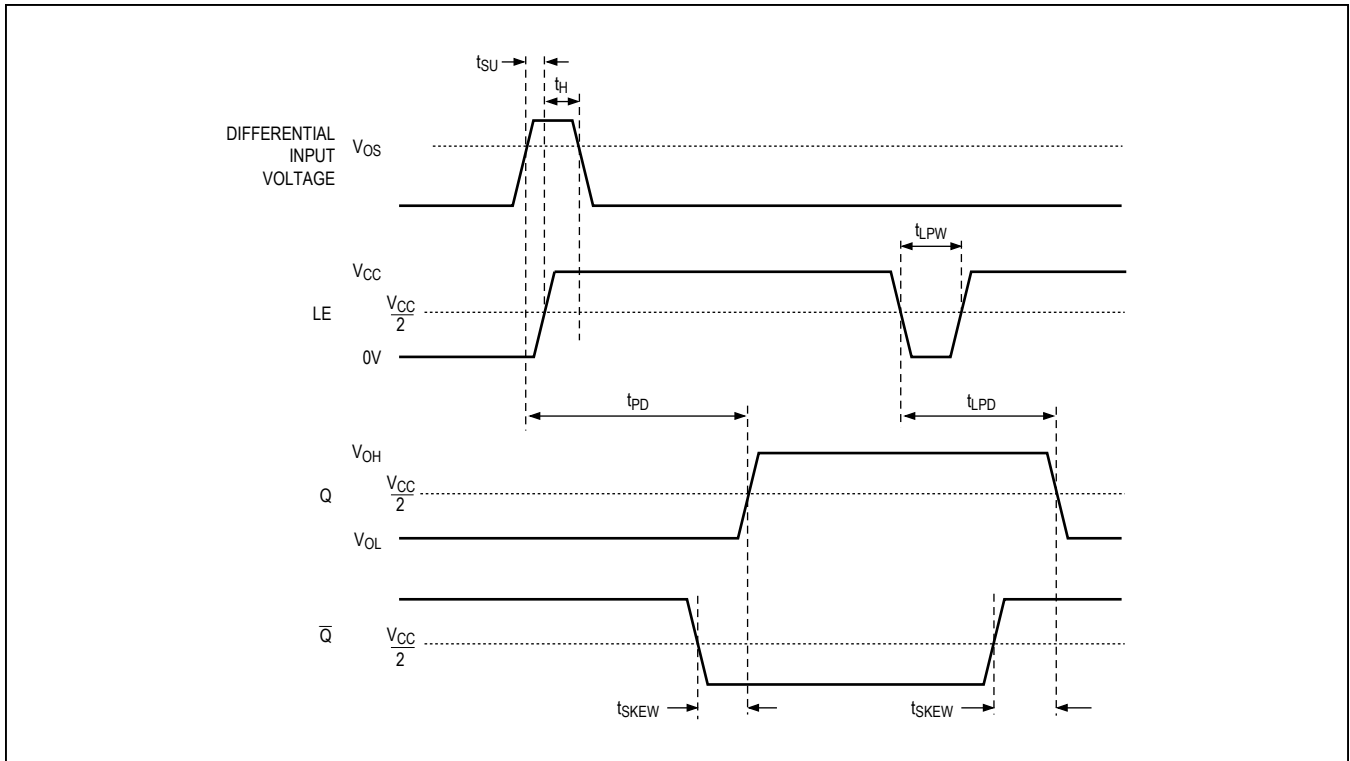 tSU
tH
DIFFERENTIAL
INPUT
VOLTAGE
VOS
tLPW
VCC
LE
VCC
2
0V
tPD
tLPD
VOH
Q
VCC
2
VOL
Q̅
VCC
2
tSKEW
tSKEW